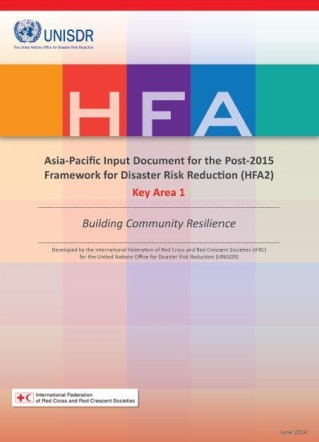 UNISDR
The United Nations Office for Disaster Risk Reduction
HFA
Asia-Pacific Input Document for the Post-2015
Framework for Disaster Risk Reduction (HFA2)
Key Area 1
Building Community Resilience
Developed by the International Federation of Red Cross and Red Crescent Societies (IFRC)
for the United Nations Office for Disaster Risk Reduction (UNISDR)
International Federation
of Red Cross and Red Crescent Societies
June 2014